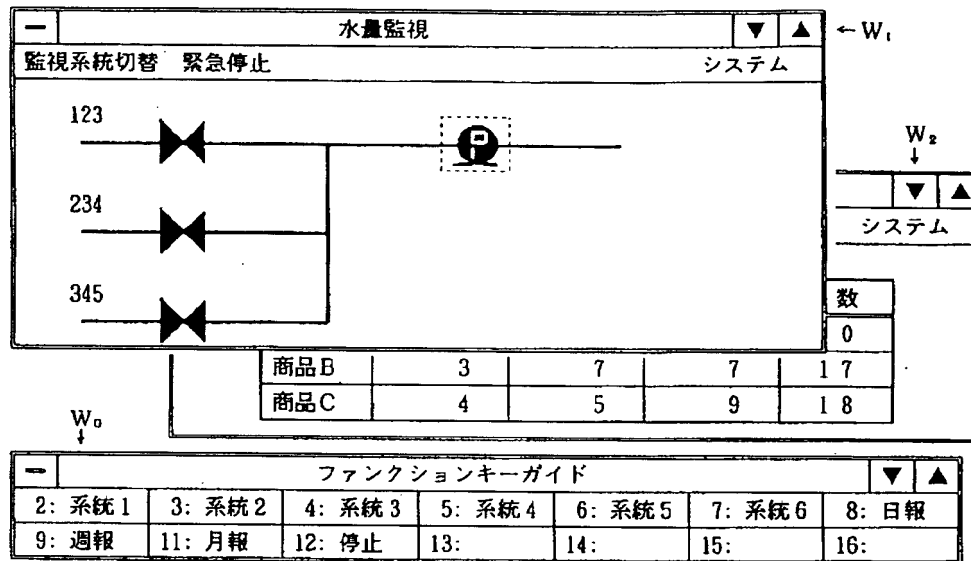 水量監視 ▼ ▲ ←W₁
監視系統切替 緊急停止 システム
123
W₂
↓
▼ ▲
234
システム
345
数
0
商品B 3 7 7 17
商品C 4 5 9 18
W₀
↓
ファンクションキーガイド ▼ ▲
2: 系統1 3: 系統2 4: 系統3 5: 系統4 6: 系統5 7: 系統6 8: 日報
9: 週報 11: 月報 12: 停止 13: 14: 15: 16: